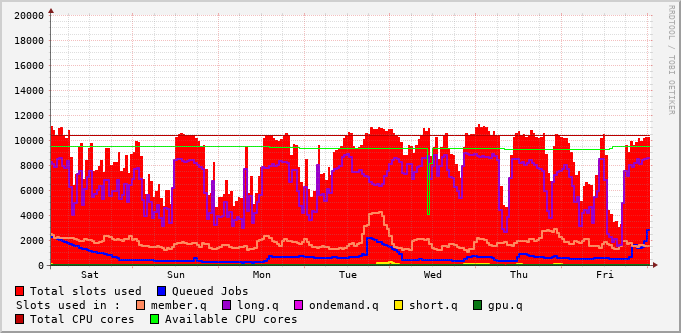 RRDTOOL / TOBI OETIKER
20000
18000
16000
14000
12000
10000
8000
6000
4000
2000
0
Sat Sun Mon Tue Wed Thu Fri
Total slots used Queued Jobs
Slots used in : member.q long.q ondemand.q short.q gpu.q
Total CPU cores Available CPU cores